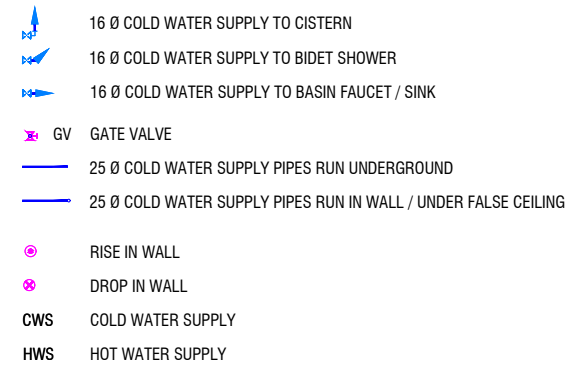 16 Ø COLD WATER SUPPLY TO CISTERN
16 Ø COLD WATER SUPPLY TO BIDET SHOWER
16 Ø COLD WATER SUPPLY TO BASIN FAUCET / SINK
GV GATE VALVE
25 Ø COLD WATER SUPPLY PIPES RUN UNDERGROUND
25 Ø COLD WATER SUPPLY PIPES RUN IN WALL / UNDER FALSE CEILING
RISE IN WALL
DROP IN WALL
CWS COLD WATER SUPPLY
HWS HOT WATER SUPPLY